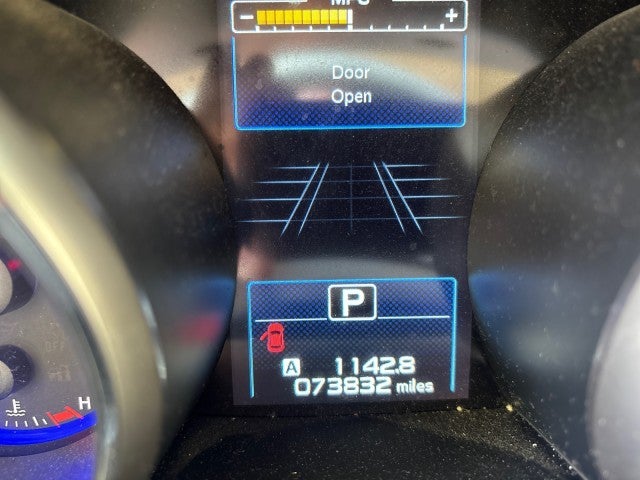 MPG
− +
Door
Open
P
A 1142.8
073832 miles
H